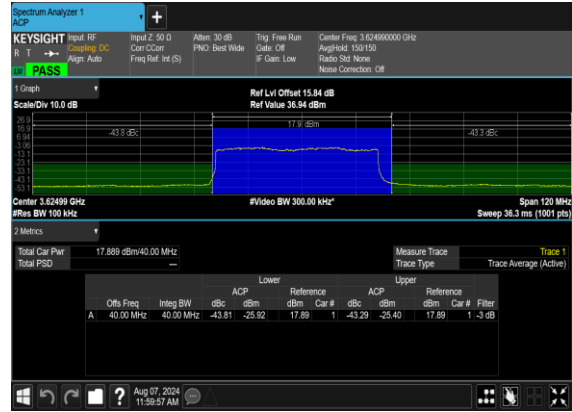 Spectrum Analyzer 1
ACP
+
KEYSIGHT Input: RF Input Z: 50 Ω Atten: 30 dB Trig: Free Run Center Freq: 3.624990000 GHz
R T Coupling: DC Corr CCorr PNO: Best Wide Gate: Off Avg|Hold: 150/150
Align: Auto Freq Ref: Int (S) IF Gain: Low Radio Std: None
PASS Noise Correction: Off
1 Graph Ref Lvl Offset 15.84 dB
Scale/Div 10.0 dB Ref Value 36.94 dBm
26.9 17.9 dBm
16.9 -43.8 dBc -43.3 dBc
6.94
-3.06
-13.1
-23.1
-33.1
-43.1
-53.1
Center 3.62499 GHz #Video BW 300.00 kHz* Span 120 MHz
#Res BW 100 kHz Sweep 36.3 ms (1001 pts)
2 Metrics
Total Car Pwr 17.889 dBm/40.00 MHz Measure Trace Trace 1
Total PSD --- Trace Type Trace Average (Active)
Lower Upper
ACP Reference ACP Reference
Offs Freq Integ BW dBc dBm dBm Car # dBc dBm dBm Car # Filter
A 40.00 MHz 40.00 MHz -43.81 -25.92 17.89 1 -43.29 -25.40 17.89 1 -3 dB
? Aug 07, 2024
11:59:57 AM